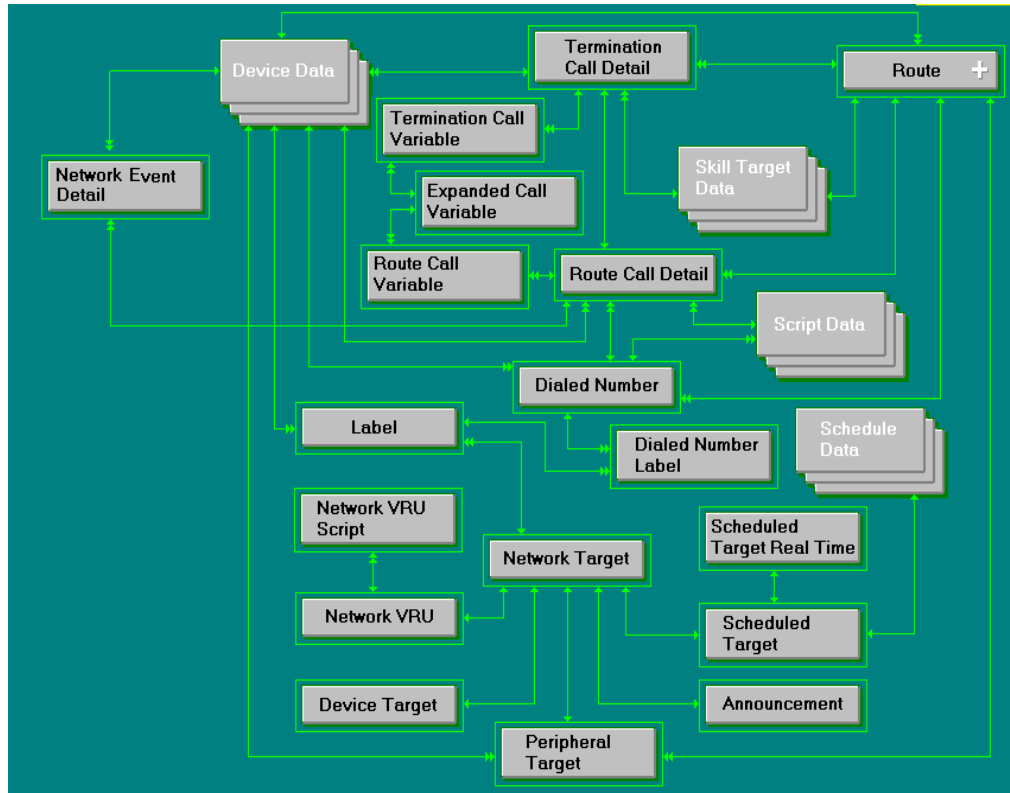 Termination
Call Detail
Device Data
Route
Termination Call
Variable
Network Event
Detail
Skill Target
Data
Expanded Call
Variable
Route Call
Variable
Route Call Detail
Script Data
Dialed Number
Label
Schedule
Data
Dialed Number
Label
Network VRU
Script
Scheduled
Target Real Time
Network Target
Network VRU
Scheduled
Target
Device Target
Announcement
Peripheral
Target